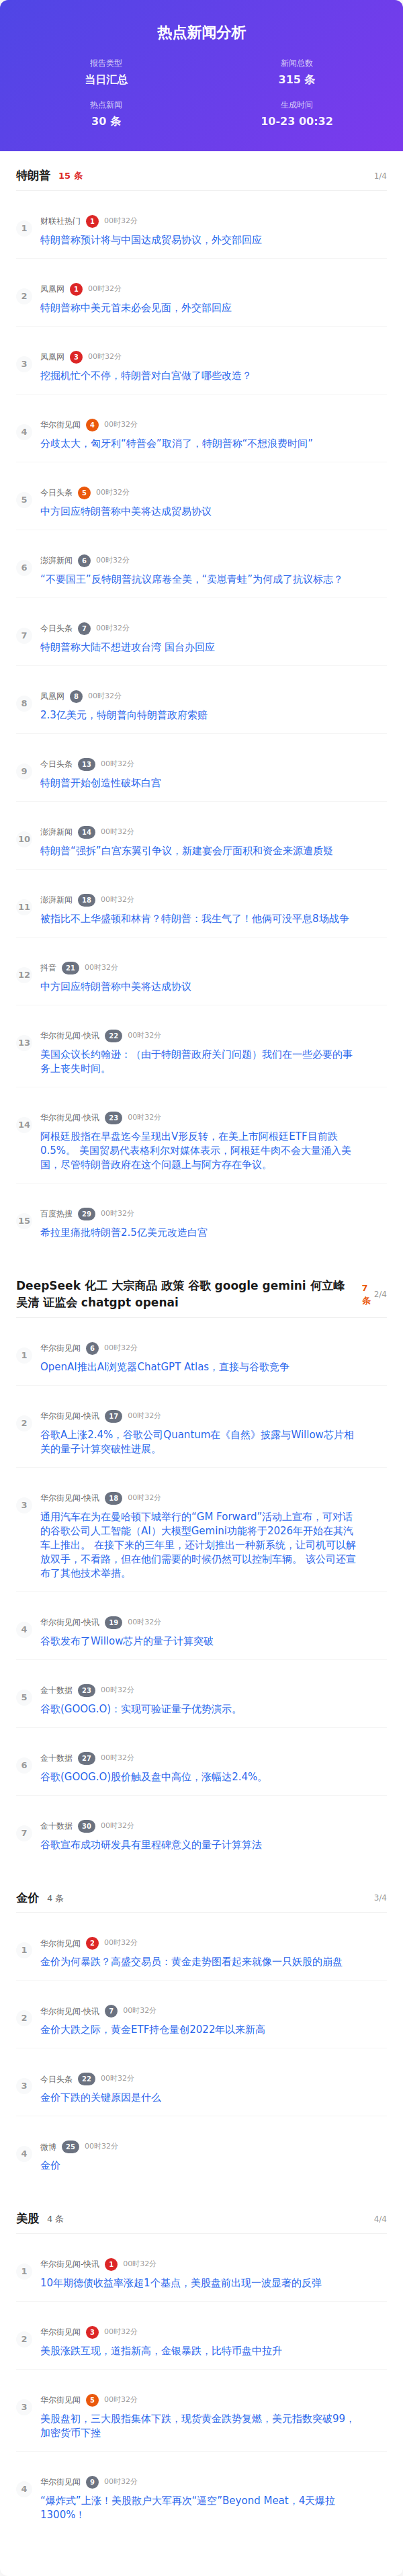 热点新闻分析
报告类型
新闻总数
当日汇总
315 条
热点新闻
生成时间
30 条
10-23 00:32
特朗普 15 条 1/4
1 财联社热门 1 00时32分
特朗普称预计将与中国达成贸易协议，外交部回应
2 凤凰网 1 00时32分
特朗普称中美元首未必会见面，外交部回应
3 凤凰网 3 00时32分
挖掘机忙个不停，特朗普对白宫做了哪些改造？
4 华尔街见闻 4 00时32分
分歧太大，匈牙利“特普会”取消了，特朗普称“不想浪费时间”
5 今日头条 5 00时32分
中方回应特朗普称中美将达成贸易协议
6 澎湃新闻 6 00时32分
“不要国王”反特朗普抗议席卷全美，“卖崽青蛙”为何成了抗议标志？
7 今日头条 7 00时32分
特朗普称大陆不想进攻台湾 国台办回应
8 凤凰网 8 00时32分
2.3亿美元，特朗普向特朗普政府索赔
9 今日头条 13 00时32分
特朗普开始创造性破坏白宫
10 澎湃新闻 14 00时32分
特朗普“强拆”白宫东翼引争议，新建宴会厅面积和资金来源遭质疑
11 澎湃新闻 18 00时32分
被指比不上华盛顿和林肯？特朗普：我生气了！他俩可没平息8场战争
12 抖音 21 00时32分
中方回应特朗普称中美将达成协议
13 华尔街见闻-快讯 22 00时32分
美国众议长约翰逊：（由于特朗普政府关门问题）我们在一些必要的事
务上丧失时间。
14 华尔街见闻-快讯 23 00时32分
阿根廷股指在早盘迄今呈现出V形反转，在美上市阿根廷ETF目前跌
0.5%。 美国贸易代表格利尔对媒体表示，阿根廷牛肉不会大量涌入美
国，尽管特朗普政府在这个问题上与阿方存在争议。
15 百度热搜 29 00时32分
希拉里痛批特朗普2.5亿美元改造白宫
DeepSeek 化工 大宗商品 政策 谷歌 google gemini 何立峰 7 2/4
吴清 证监会 chatgpt openai 条
1 华尔街见闻 6 00时32分
OpenAI推出AI浏览器ChatGPT Atlas，直接与谷歌竞争
2 华尔街见闻-快讯 17 00时32分
谷歌A上涨2.4%，谷歌公司Quantum在《自然》披露与Willow芯片相
关的量子计算突破性进展。
3 华尔街见闻-快讯 18 00时32分
通用汽车在为在曼哈顿下城举行的“GM Forward”活动上宣布，可对话
的谷歌公司人工智能（AI）大模型Gemini功能将于2026年开始在其汽
车上推出。 在接下来的三年里，还计划推出一种新系统，让司机可以解
放双手，不看路，但在他们需要的时候仍然可以控制车辆。 该公司还宣
布了其他技术举措。
4 华尔街见闻-快讯 19 00时32分
谷歌发布了Willow芯片的量子计算突破
5 金十数据 23 00时32分
谷歌(GOOG.O)：实现可验证量子优势演示。
6 金十数据 27 00时32分
谷歌(GOOG.O)股价触及盘中高位，涨幅达2.4%。
7 金十数据 30 00时32分
谷歌宣布成功研发具有里程碑意义的量子计算算法
金价 4 条 3/4
1 华尔街见闻 2 00时32分
金价为何暴跌？高盛交易员：黄金走势图看起来就像一只妖股的崩盘
2 华尔街见闻-快讯 7 00时32分
金价大跌之际，黄金ETF持仓量创2022年以来新高
3 今日头条 22 00时32分
金价下跌的关键原因是什么
4 微博 25 00时32分
金价
美股 4 条 4/4
1 华尔街见闻-快讯 1 00时32分
10年期德债收益率涨超1个基点，美股盘前出现一波显著的反弹
2 华尔街见闻 3 00时32分
美股涨跌互现，道指新高，金银暴跌，比特币盘中拉升
3 华尔街见闻 5 00时32分
美股盘初，三大股指集体下跌，现货黄金跌势复燃，美元指数突破99，
加密货币下挫
4 华尔街见闻 9 00时32分
“爆炸式”上涨！美股散户大军再次“逼空”Beyond Meat，4天爆拉
1300%！